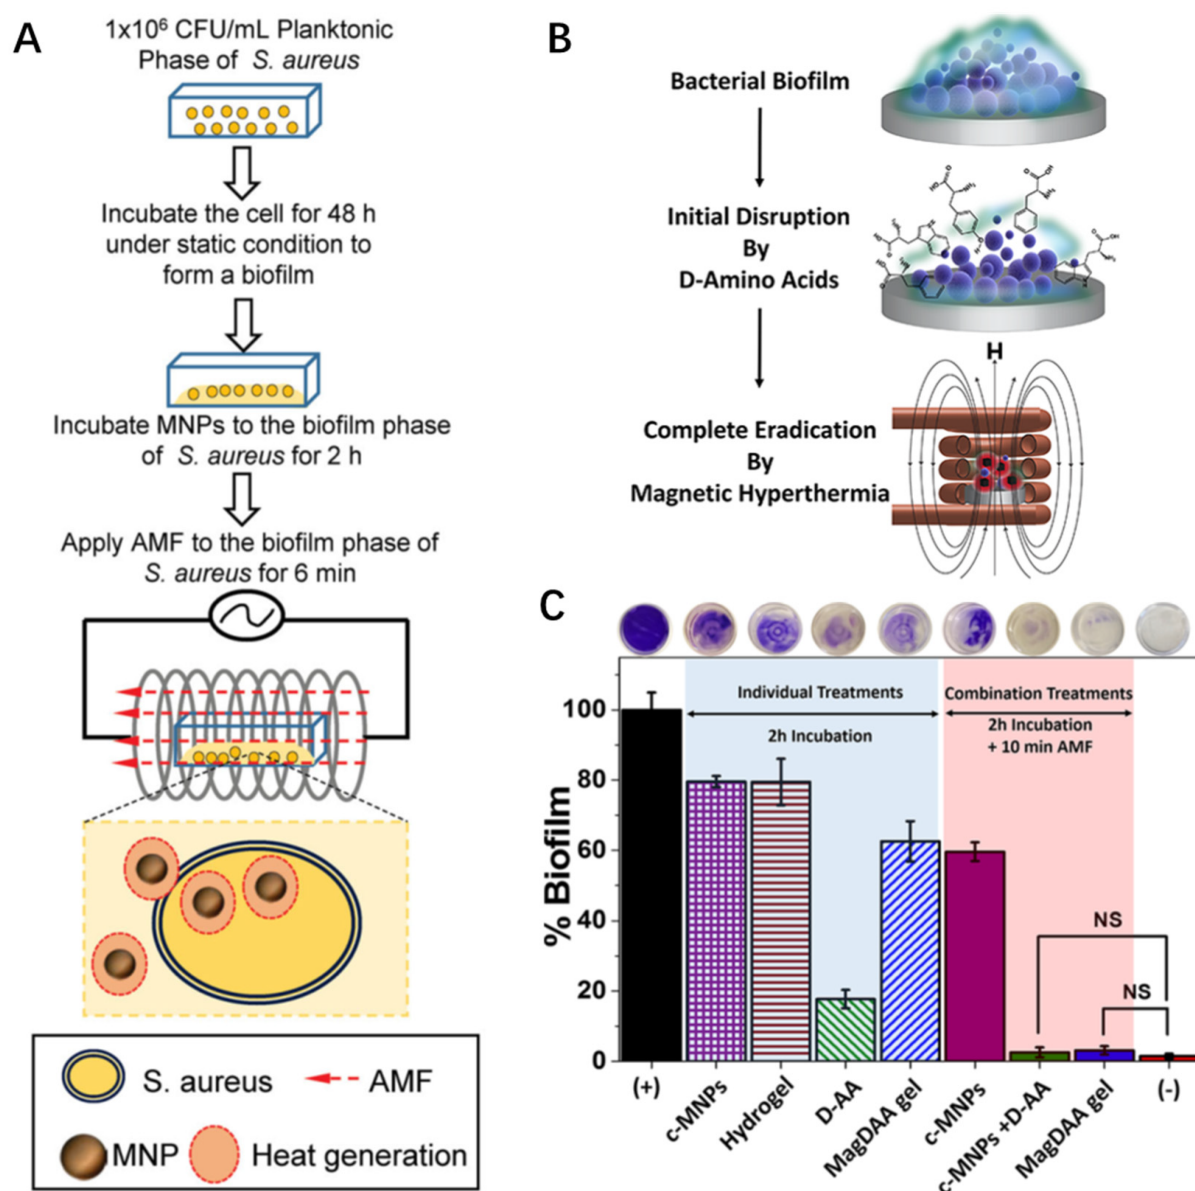 A
1x10⁶ CFU/mL Planktonic
Phase of S. aureus
Incubate the cell for 48 h
under static condition to
form a biofilm
Incubate MNPs to the biofilm phase
of S. aureus for 2 h
Apply AMF to the biofilm phase of
S. aureus for 6 min
S. aureus
AMF
MNP
Heat generation
B
Bacterial Biofilm
Initial Disruption
By
D-Amino Acids
H
Complete Eradication
By
Magnetic Hyperthermia
C
% Biofilm
100
80
60
40
20
0
Individual Treatments
2h Incubation
Combination Treatments
2h Incubation
+ 10 min AMF
NS
NS
(+)
c-MNPs
Hydrogel
D-AA
MagDAA gel
c-MNPs
c-MNPs +D-AA
MagDAA gel
(-)